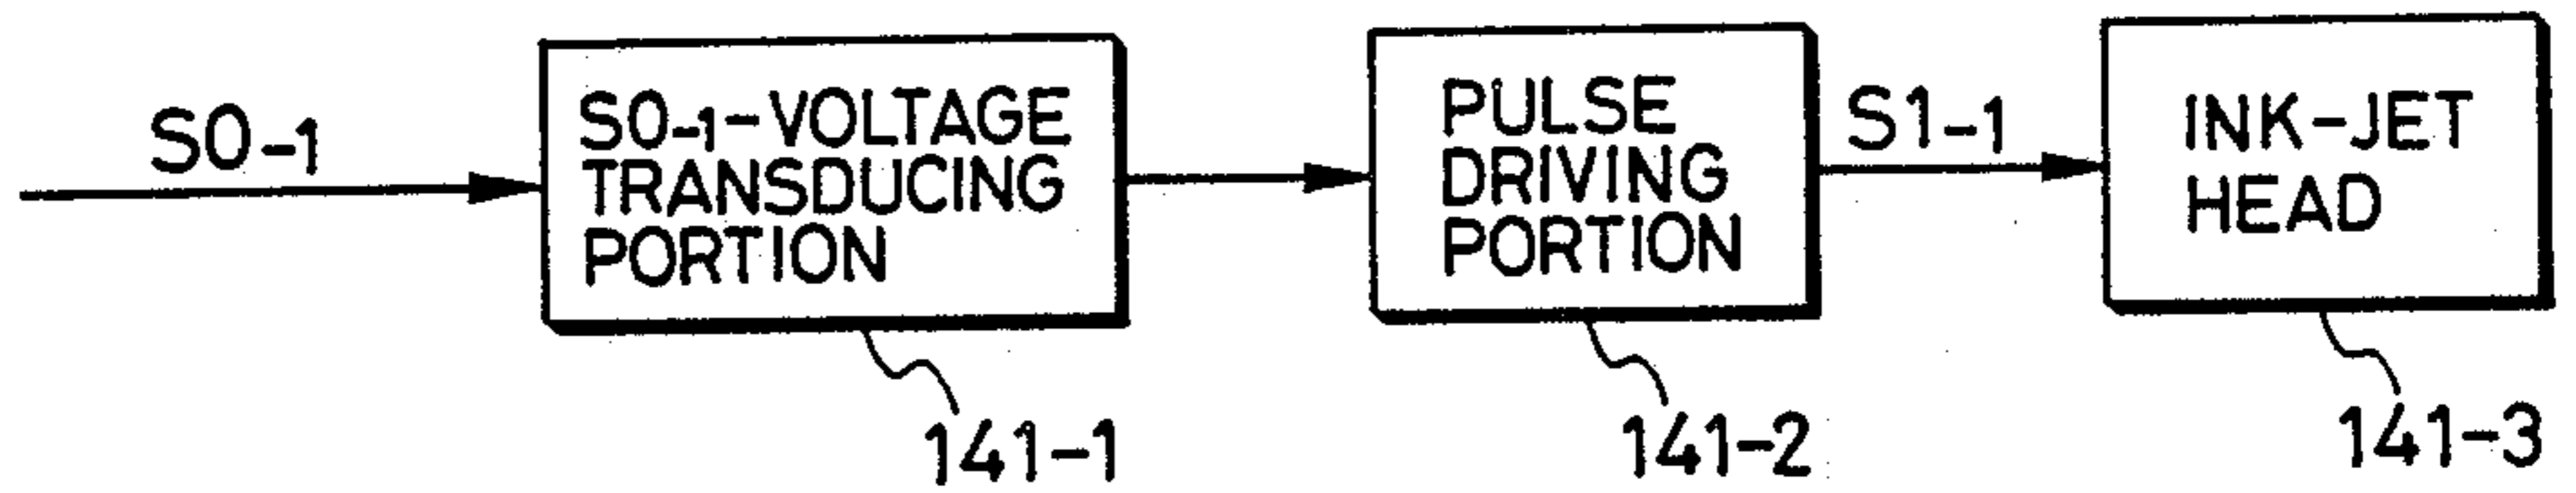 S0-1
S0-1-VOLTAGE
TRANSDUCING
PORTION
PULSE
DRIVING
PORTION
S1-1
INK-JET
HEAD
141-1
141-2
141-3